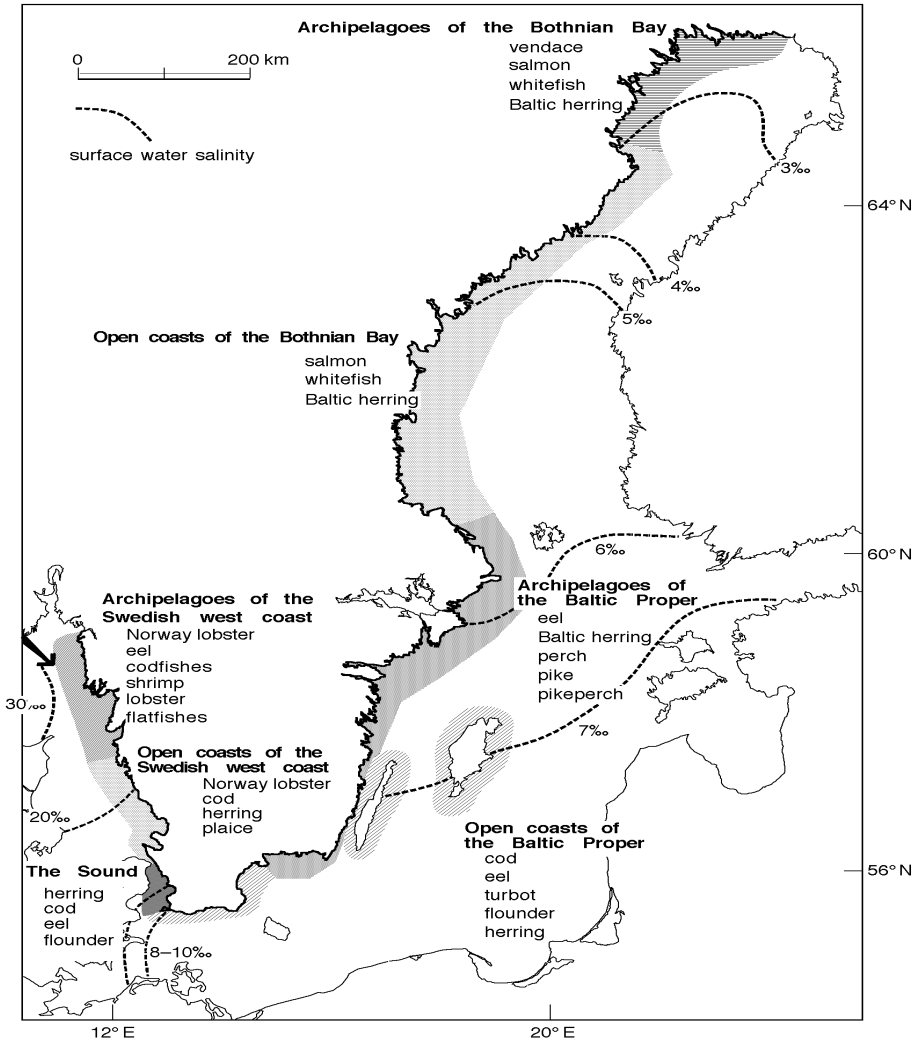 Archipelagoes of the Bothnian Bay
vendace
salmon
whitefish
Baltic herring
0 200 km
surface water salinity
3‰
64° N
4‰
5‰
Open coasts of the Bothnian Bay
salmon
whitefish
Baltic herring
6‰
60° N
Archipelagoes of
the Baltic Proper
eel
Baltic herring
perch
pike
pikeperch
Archipelagoes of the
Swedish west coast
Norway lobster
eel
codfishes
shrimp
lobster
flatfishes
30‰
7‰
Open coasts of the
Swedish west coast
Norway lobster
cod
herring
plaice
20‰
Open coasts of
the Baltic Proper
cod
eel
turbot
flounder
herring
The Sound
herring
cod
eel
flounder
56° N
8–10‰
12° E
20° E